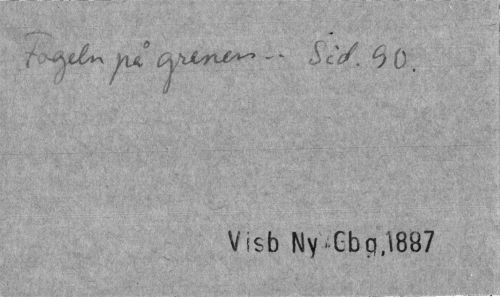 Fogeln på grenen... Sid. 90.
Visb Ny Gbg, 1887